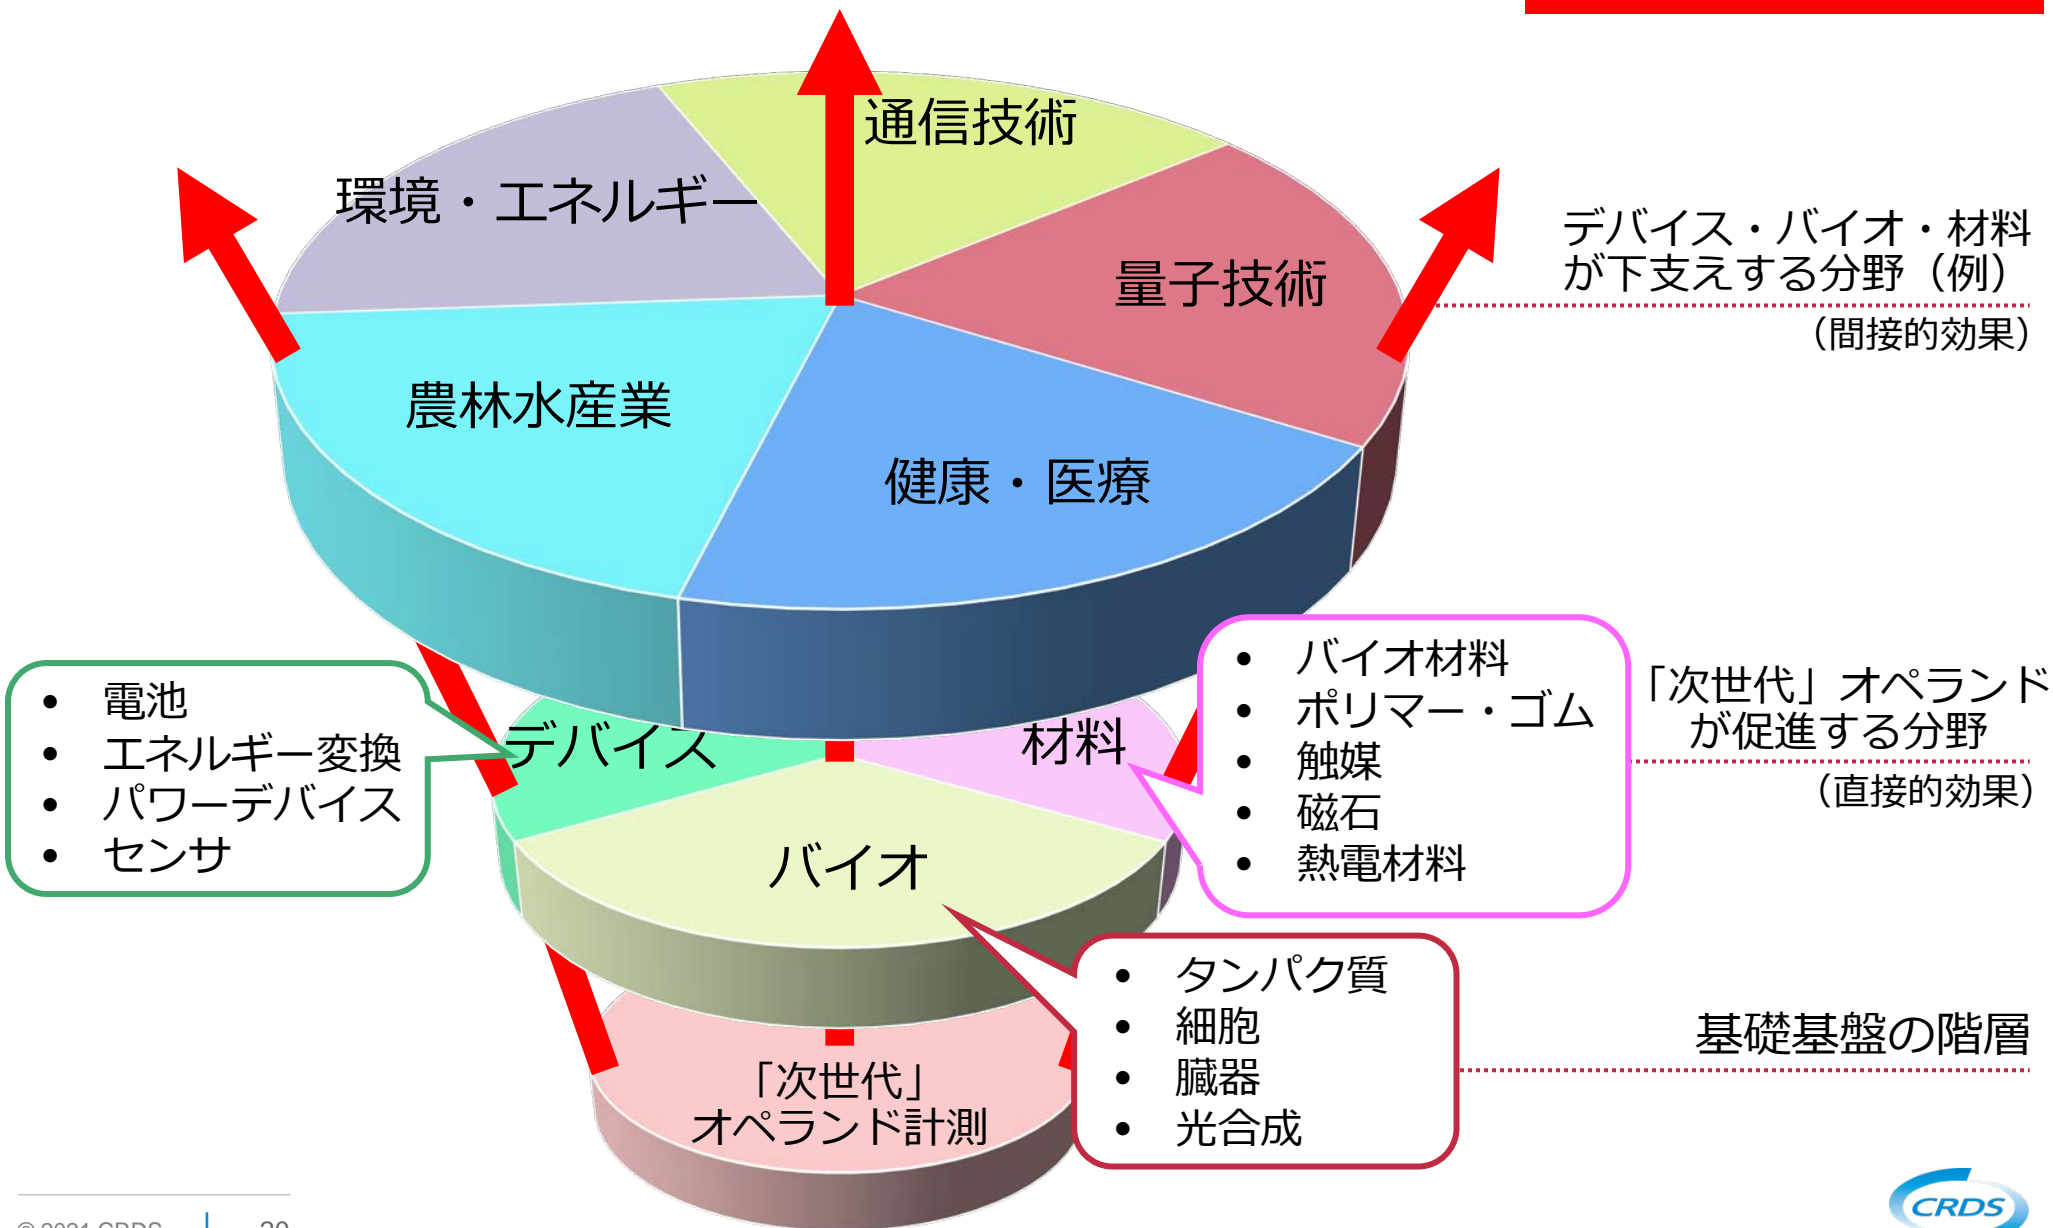 通信技術
環境・エネルギー
量子技術
農林水産業
健康・医療
デバイス・バイオ・材料
が下支えする分野（例）
（間接的効果）
• 電池
• エネルギー変換
• パワーデバイス
• センサ
デバイス
材料
バイオ
• バイオ材料
• ポリマー・ゴム
• 触媒
• 磁石
• 熱電材料
「次世代」オペランド
が促進する分野
（直接的効果）
• タンパク質
• 細胞
• 臓器
• 光合成
「次世代」
オペランド計測
基礎基盤の階層
© 2021 CRDS
20
CRDS